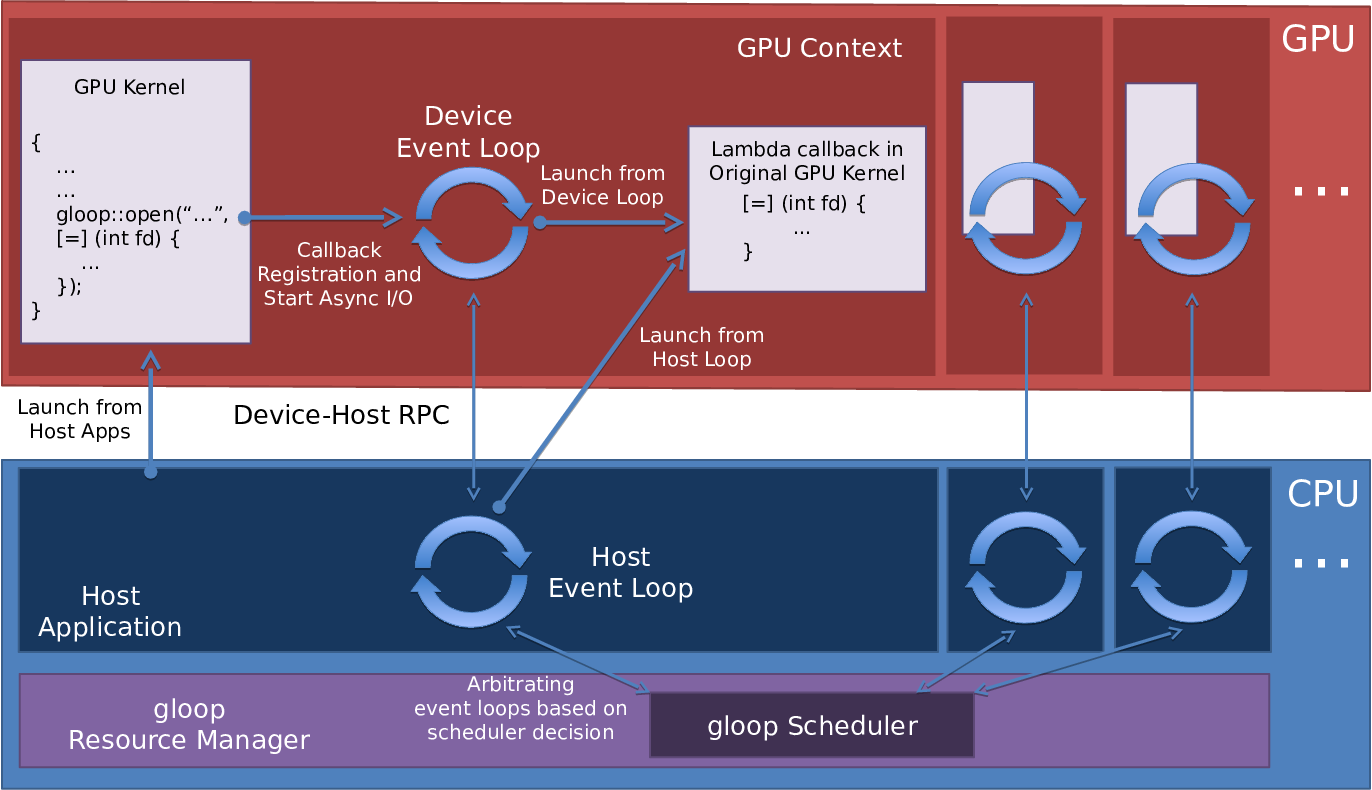 GPU
GPU Context
GPU Kernel
{
...
...
gloop::open(“...”,
[=] (int fd) {
...
});
}
Device
Event Loop
Callback
Registration and
Start Async I/O
Launch from
Device Loop
Lambda callback in
Original GPU Kernel
[=] (int fd) {
...
}
Launch from
Host Loop
...
Launch from
Host Apps
Device-Host RPC
CPU
...
Host
Event Loop
Host
Application
gloop
Resource Manager
Arbitrating
event loops based on
scheduler decision
gloop Scheduler